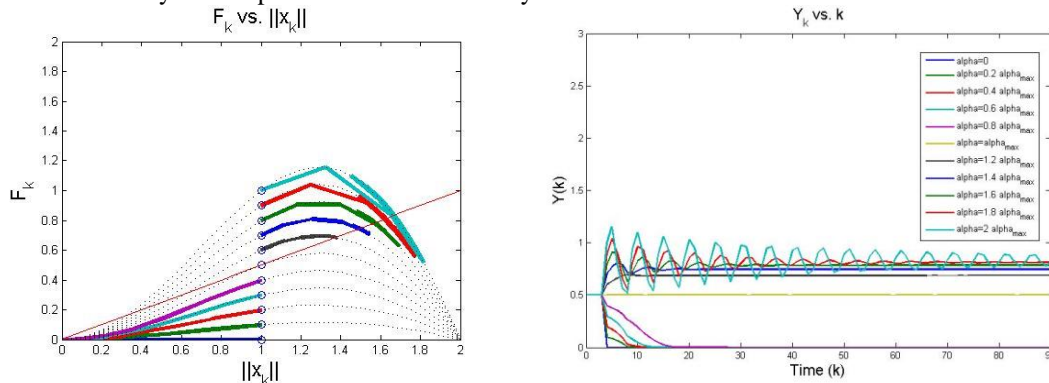 F_k vs. ||x_k||
2
1.8
1.6
1.4
1.2
1
0.8
0.6
0.4
0.2
0
F_k
0 0.2 0.4 0.6 0.8 1 1.2 1.4 1.6 1.8 2
||x_k||
Y_k vs. k
3
2.5
2
1.5
1
0.5
0
Y(k)
alpha=0
alpha=0.2 alpha_max
alpha=0.4 alpha_max
alpha=0.6 alpha_max
alpha=0.8 alpha_max
alpha=alpha_max
alpha=1.2 alpha_max
alpha=1.4 alpha_max
alpha=1.6 alpha_max
alpha=1.8 alpha_max
alpha=2 alpha_max
0 10 20 30 40 50 60 70 80 90
Time (k)